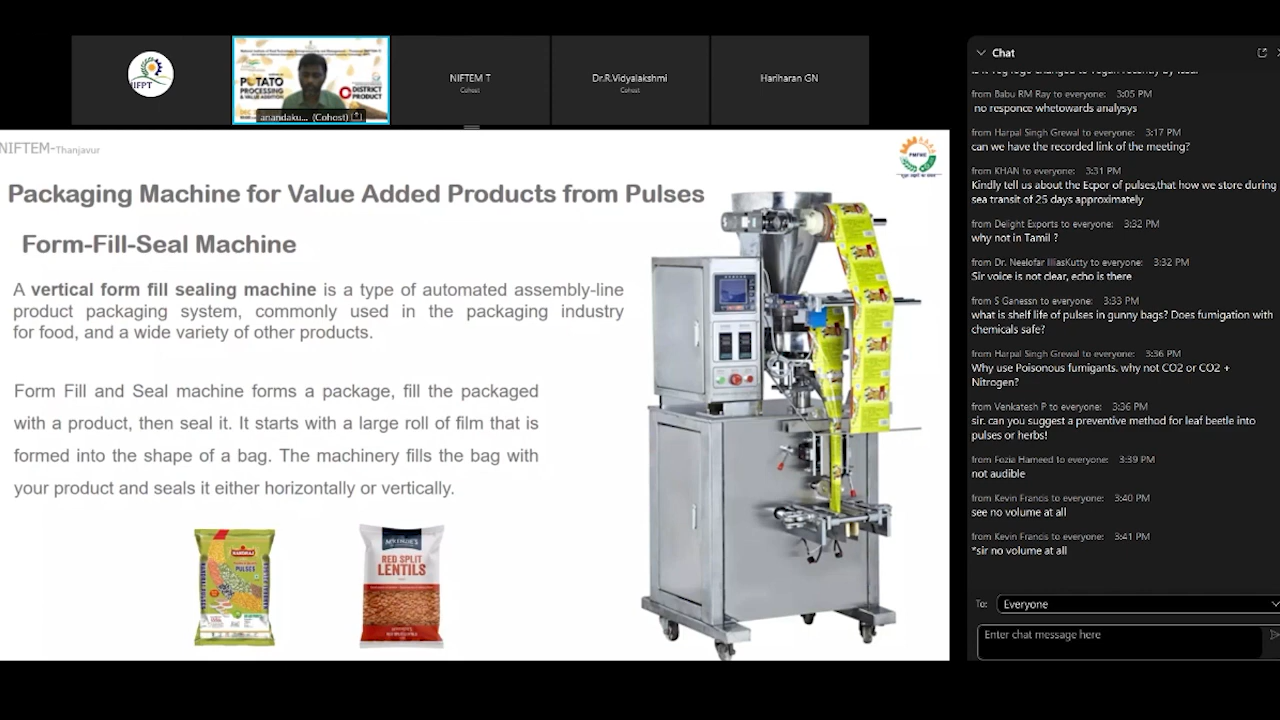 IIFPT
POTATO
PROCESSING
& VALUE ADDITION
DISTRICT
PRODUCT
anandaku... (Cohost)
NIFTEM T
Cohost
Dr.R.Vidyalakshmi
Cohost
Hariharan GN
NIFTEM-Thanjavur
PMFME
Packaging Machine for Value Added Products from Pulses
Form-Fill-Seal Machine
A vertical form fill sealing machine is a type of automated assembly-line
product packaging system, commonly used in the packaging industry
for food, and a wide variety of other products.
Form Fill and Seal machine forms a package, fill the packaged
with a product, then seal it. It starts with a large roll of film that is
formed into the shape of a bag. The machinery fills the bag with
your product and seals it either horizontally or vertically.
PULSES
McKENZIE'S
RED SPLIT
LENTILS
Chat
from Babu RM Ray to everyone: 3:05 PM
no responce whetowards analysys
from Harpal Singh Grewal to everyone: 3:17 PM
can we have the recorded link of the meeting?
from KHAN to everyone: 3:31 PM
Kindly tell us about the Expor of pulses,that how we store during
sea transit of 25 days approximately
from Delight Exports to everyone: 3:32 PM
why not in Tamil ?
from Dr. Neelofar IlliasKutty to everyone: 3:32 PM
Sir voice is not clear, echo is there
from S Ganessn to everyone: 3:33 PM
what is shelf life of pulses in gunny bags? Does fumigation with
chemicals safe?
from Harpal Singh Grewal to everyone: 3:36 PM
Why use Poisonous fumigants. why not CO2 or CO2 +
Nitrogen?
from Venkatesh P to everyone: 3:36 PM
sir. can you suggest a preventive method for leaf beetle into
pulses or herbs!
from Fozia Hameed to everyone: 3:39 PM
not audible
from Kevin Francis to everyone: 3:40 PM
see no volume at all
from Kevin Francis to everyone: 3:41 PM
*sir no volume at all
To: Everyone
Enter chat message here